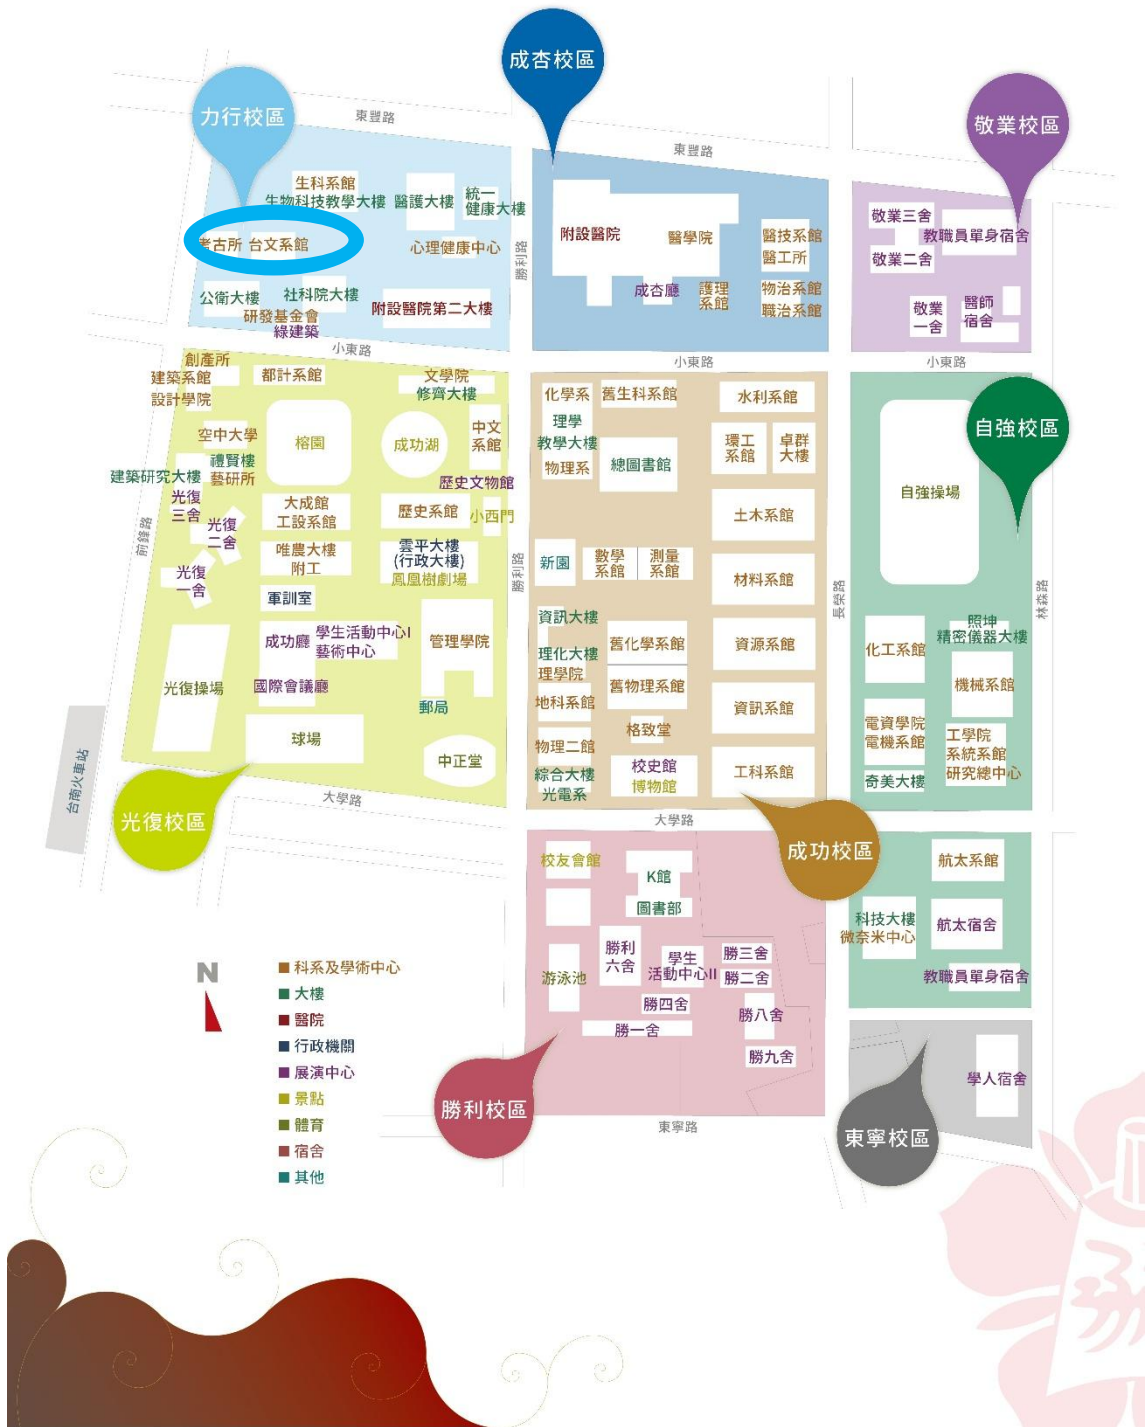 成杏校區
力行校區
敬業校區
東豐路
東豐路
生科系館
生物科技教學大樓
醫護大樓
統一
健康大樓
考古所
台文系館
心理健康中心
公衛大樓
社科院大樓
研發基金會
綠建築
附設醫院第二大樓
勝利路
附設醫院
醫學院
醫技系館
醫工所
成杏廳
護理
系館
物治系館
職治系館
敬業三舍
教職員單身宿舍
敬業二舍
敬業
一舍
醫師
宿舍
小東路
小東路
小東路
創產所
建築系館
設計學院
都計系館
文學院
修齊大樓
空中大學
榕園
成功湖
中文
系館
禮賢樓
建築研究大樓
藝研所
歷史文物館
光復
三舍
大成館
工設系館
歷史系館
小西門
光復
二舍
唯農大樓
附工
雲平大樓
(行政大樓)
鳳凰樹劇場
光復
一舍
軍訓室
前鋒路
勝利路
成功廳
學生活動中心I
藝術中心
管理學院
光復操場
國際會議廳
郵局
球場
中正堂
台南火車站
光復校區
大學路
化學系
舊生科系館
水利系館
理學
教學大樓
總圖書館
環工
系館
卓群
大樓
物理系
土木系館
新園
數學
系館
測量
系館
材料系館
資訊大樓
舊化學系館
資源系館
理化大樓
理學院
舊物理系館
地科系館
資訊系館
格致堂
物理二館
校史館
博物館
工科系館
綜合大樓
光電系
長榮路
大學路
成功校區
自強校區
自強操場
林森路
照坤
精密儀器大樓
化工系館
機械系館
電資學院
電機系館
工學院
系統系館
研究總中心
奇美大樓
航太系館
科技大樓
微奈米中心
航太宿舍
教職員單身宿舍
校友會館
K館
圖書部
游泳池
勝利
六舍
學生
活動中心II
勝三舍
勝二舍
勝四舍
勝八舍
勝一舍
勝九舍
勝利校區
東寧路
東寧校區
學人宿舍
N
科系及學術中心
大樓
醫院
行政機關
展演中心
景點
體育
宿舍
其他